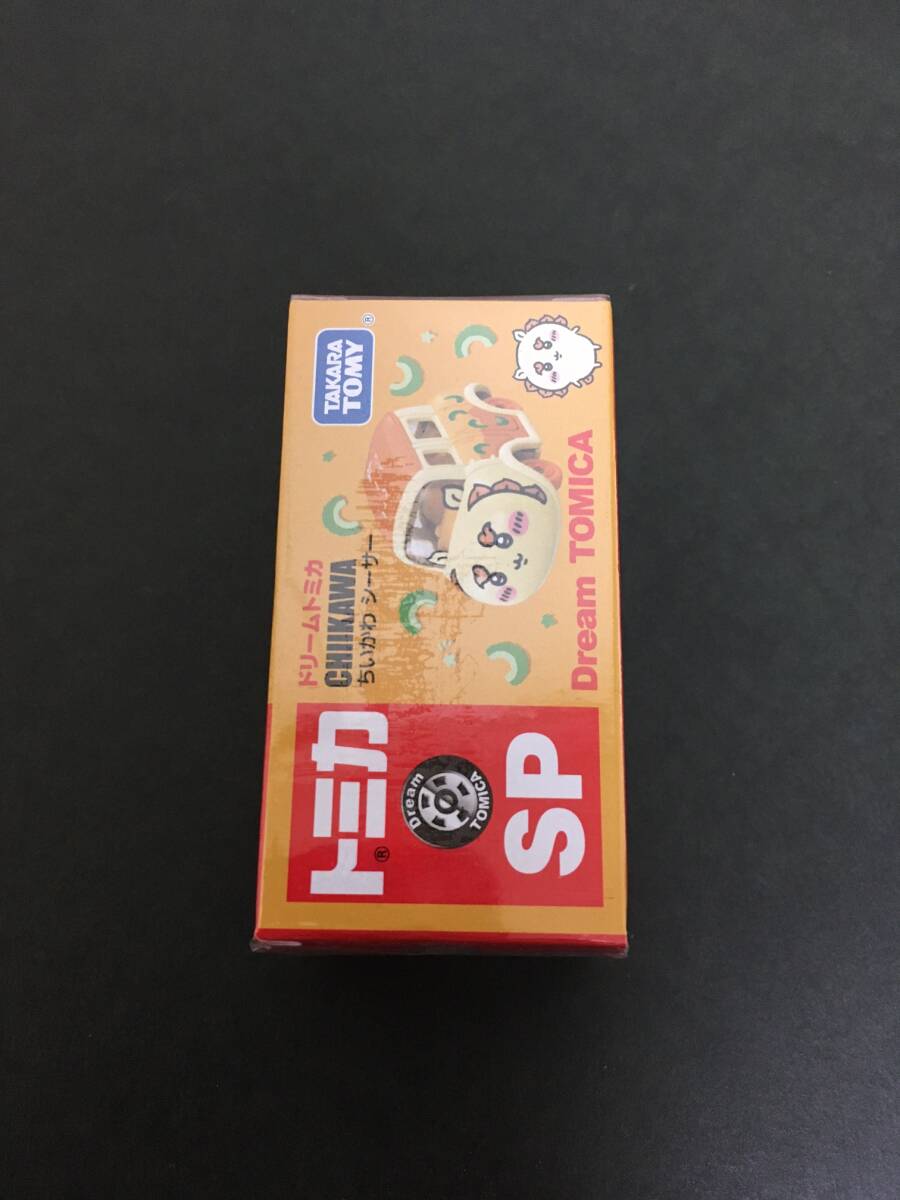 トミカ
®
Dream
TOMICA
SP
ドリームトミカ
CHIIKAWA
ちいかわ シーサー
TAKARA
TOMY
®
Dream TOMICA